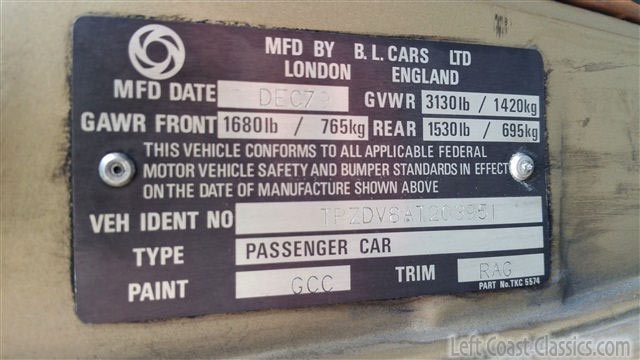 MFD BY B.L.CARS LTD
LONDON ENGLAND
MFD DATE GVWR 3130lb / 1420kg
GAWR FRONT 1680lb / 765kg REAR 1530lb / 695kg
THIS VEHICLE CONFORMS TO ALL APPLICABLE FEDERAL
MOTOR VEHICLE SAFETY AND BUMPER STANDARDS IN EFFECT
ON THE DATE OF MANUFACTURE SHOWN ABOVE
VEH IDENT NO
TYPE PASSENGER CAR
PAINT GCC TRIM RAG
PART No.TKC 5574
Left Coast Classics.com